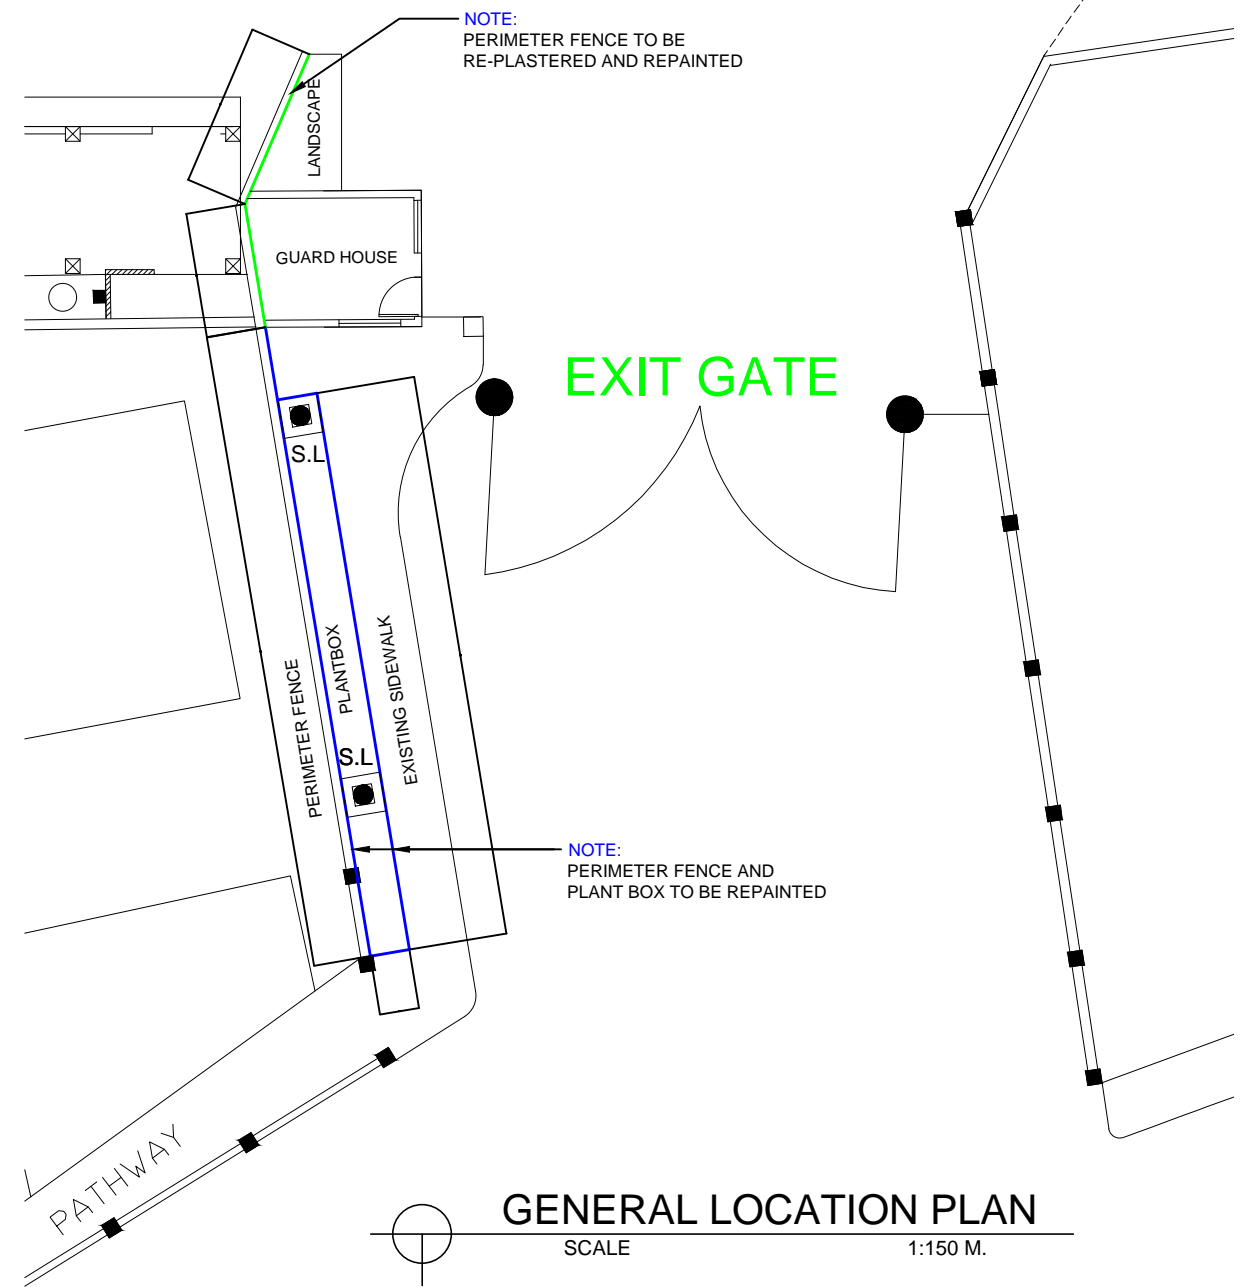 NOTE:
PERIMETER FENCE TO BE
RE-PLASTERED AND REPAINTED
LANDSCAPE
GUARD HOUSE
EXIT GATE
S.L
PERIMETER FENCE
PLANTBOX
EXISTING SIDEWALK
S.L
NOTE:
PERIMETER FENCE AND
PLANT BOX TO BE REPAINTED
PATHWAY
GENERAL LOCATION PLAN
SCALE 1:150 M.